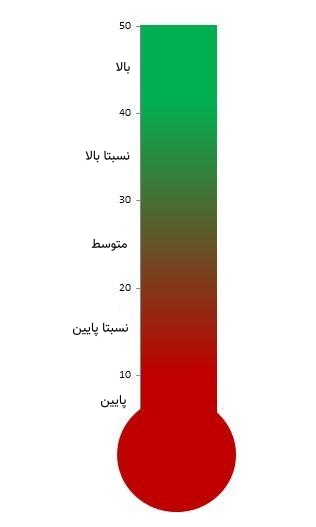 50
بالا
40
نسبتا بالا
30
متوسط
20
نسبتا پایین
10
پایین